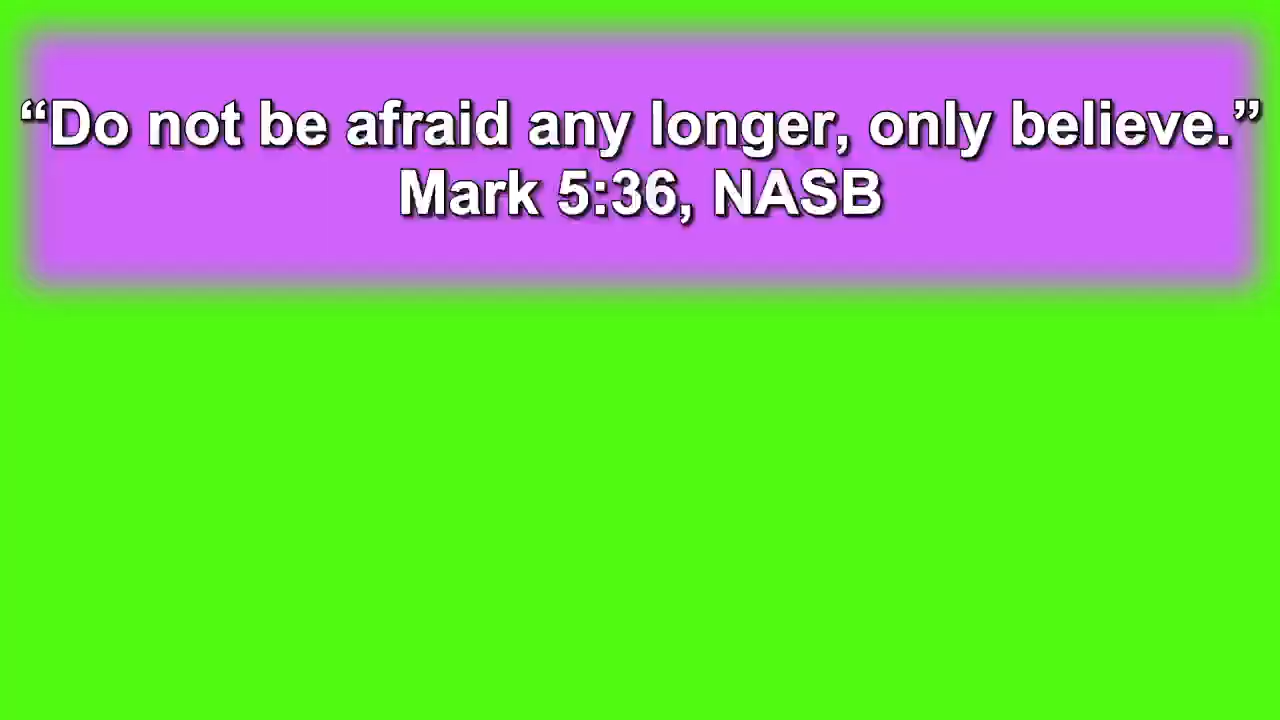 “Do not be afraid any longer, only believe.”
Mark 5:36, NASB